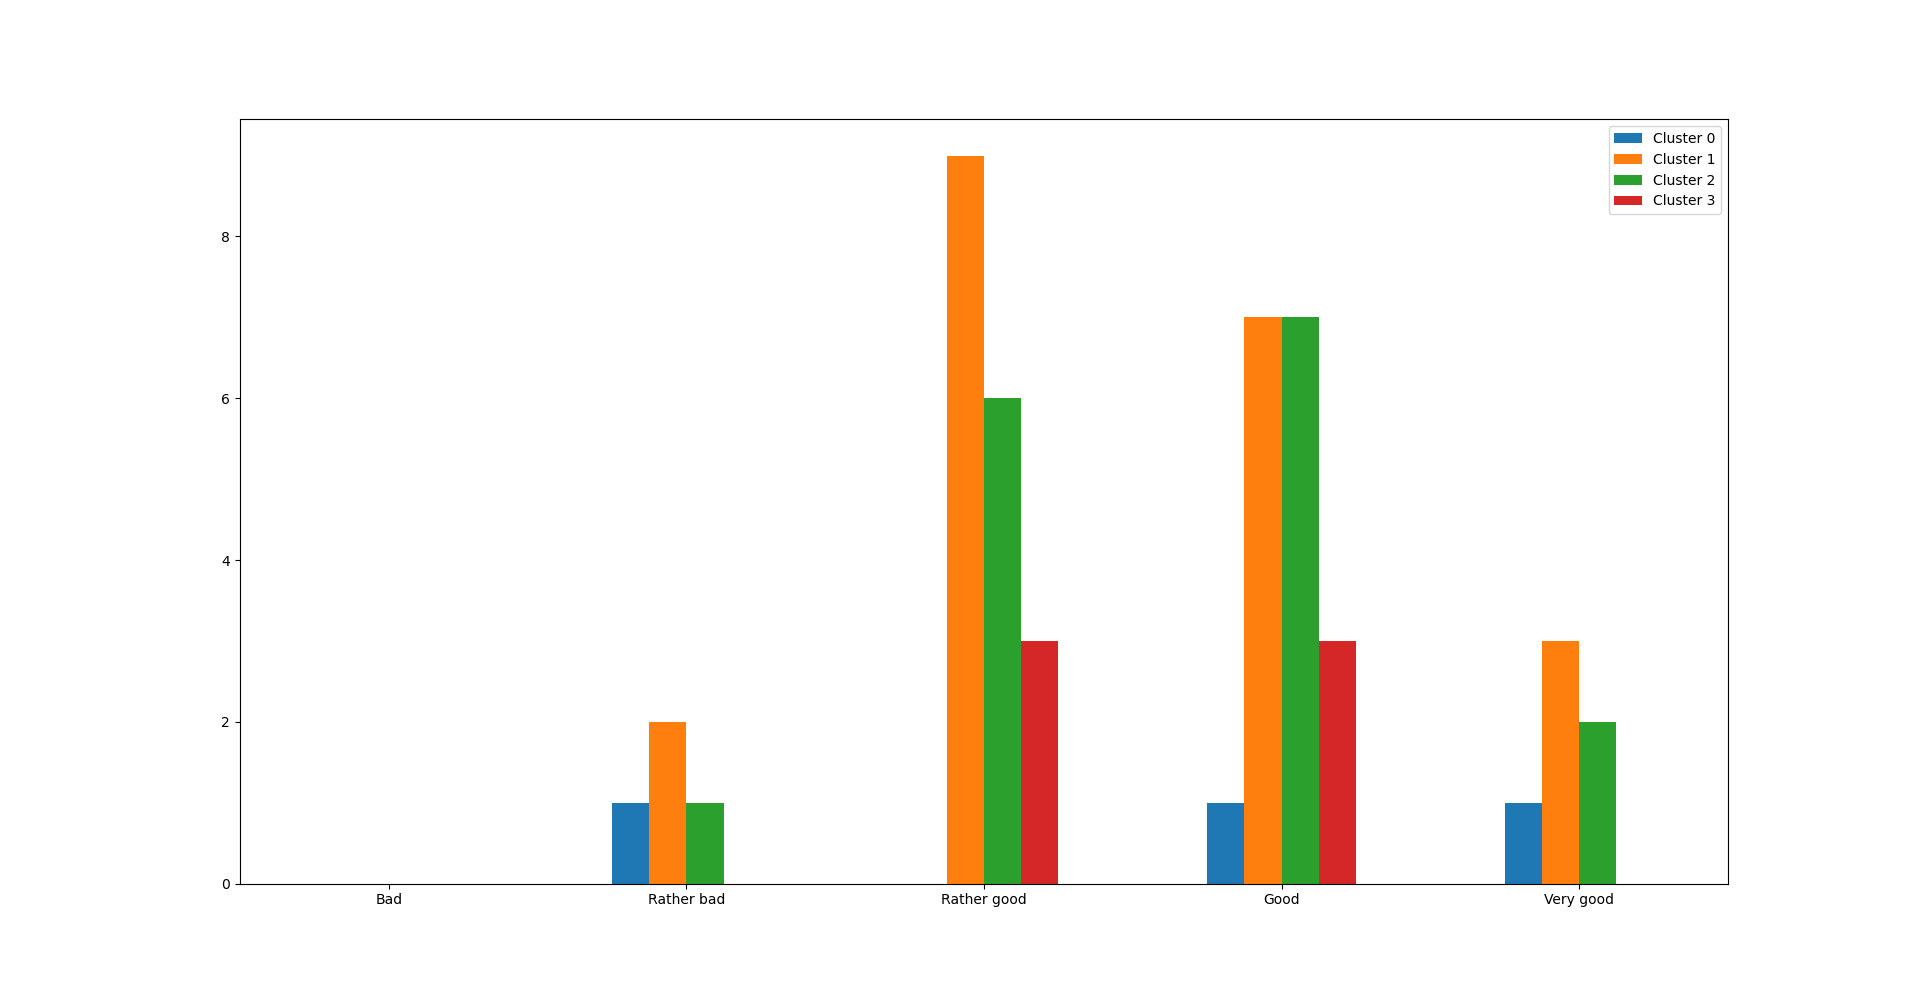 Cluster 0
Cluster 1
Cluster 2
Cluster 3
8
6
4
2
0
Bad Rather bad Rather good Good Very good